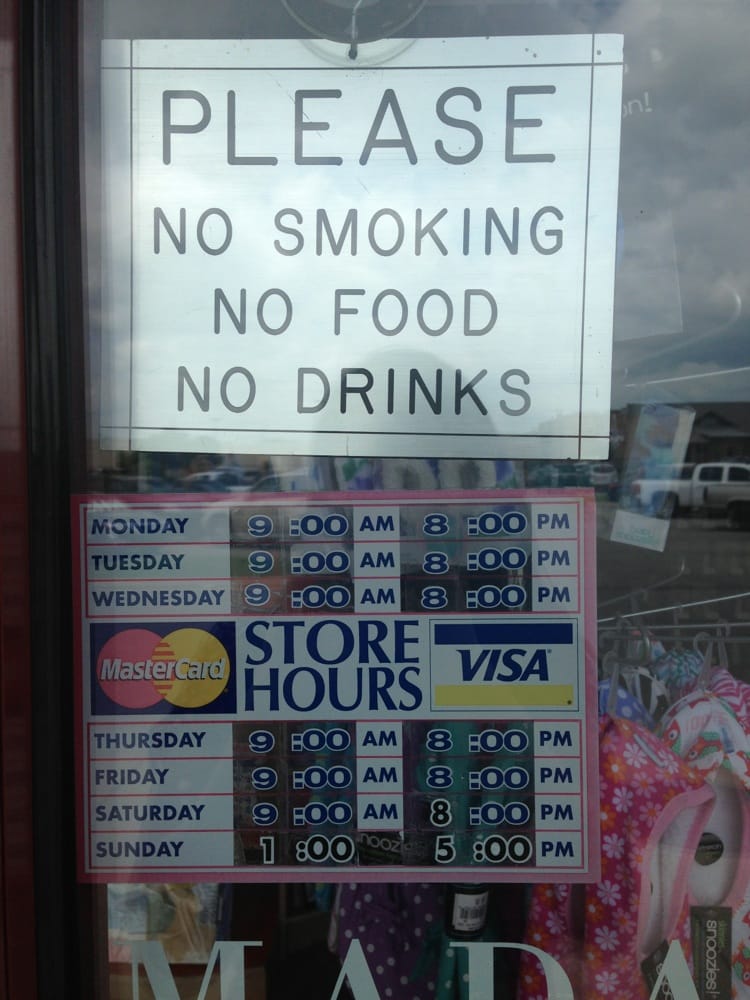 PLEASE
NO SMOKING
NO FOOD
NO DRINKS
MONDAY 9:00 AM 8:00 PM
TUESDAY 9:00 AM 8:00 PM
WEDNESDAY 9:00 AM 8:00 PM
MasterCard STORE HOURS VISA
THURSDAY 9:00 AM 8:00 PM
FRIDAY 9:00 AM 8:00 PM
SATURDAY 9:00 AM 8:00 PM
SUNDAY 1:00 5:00 PM
snoozies!
MADA